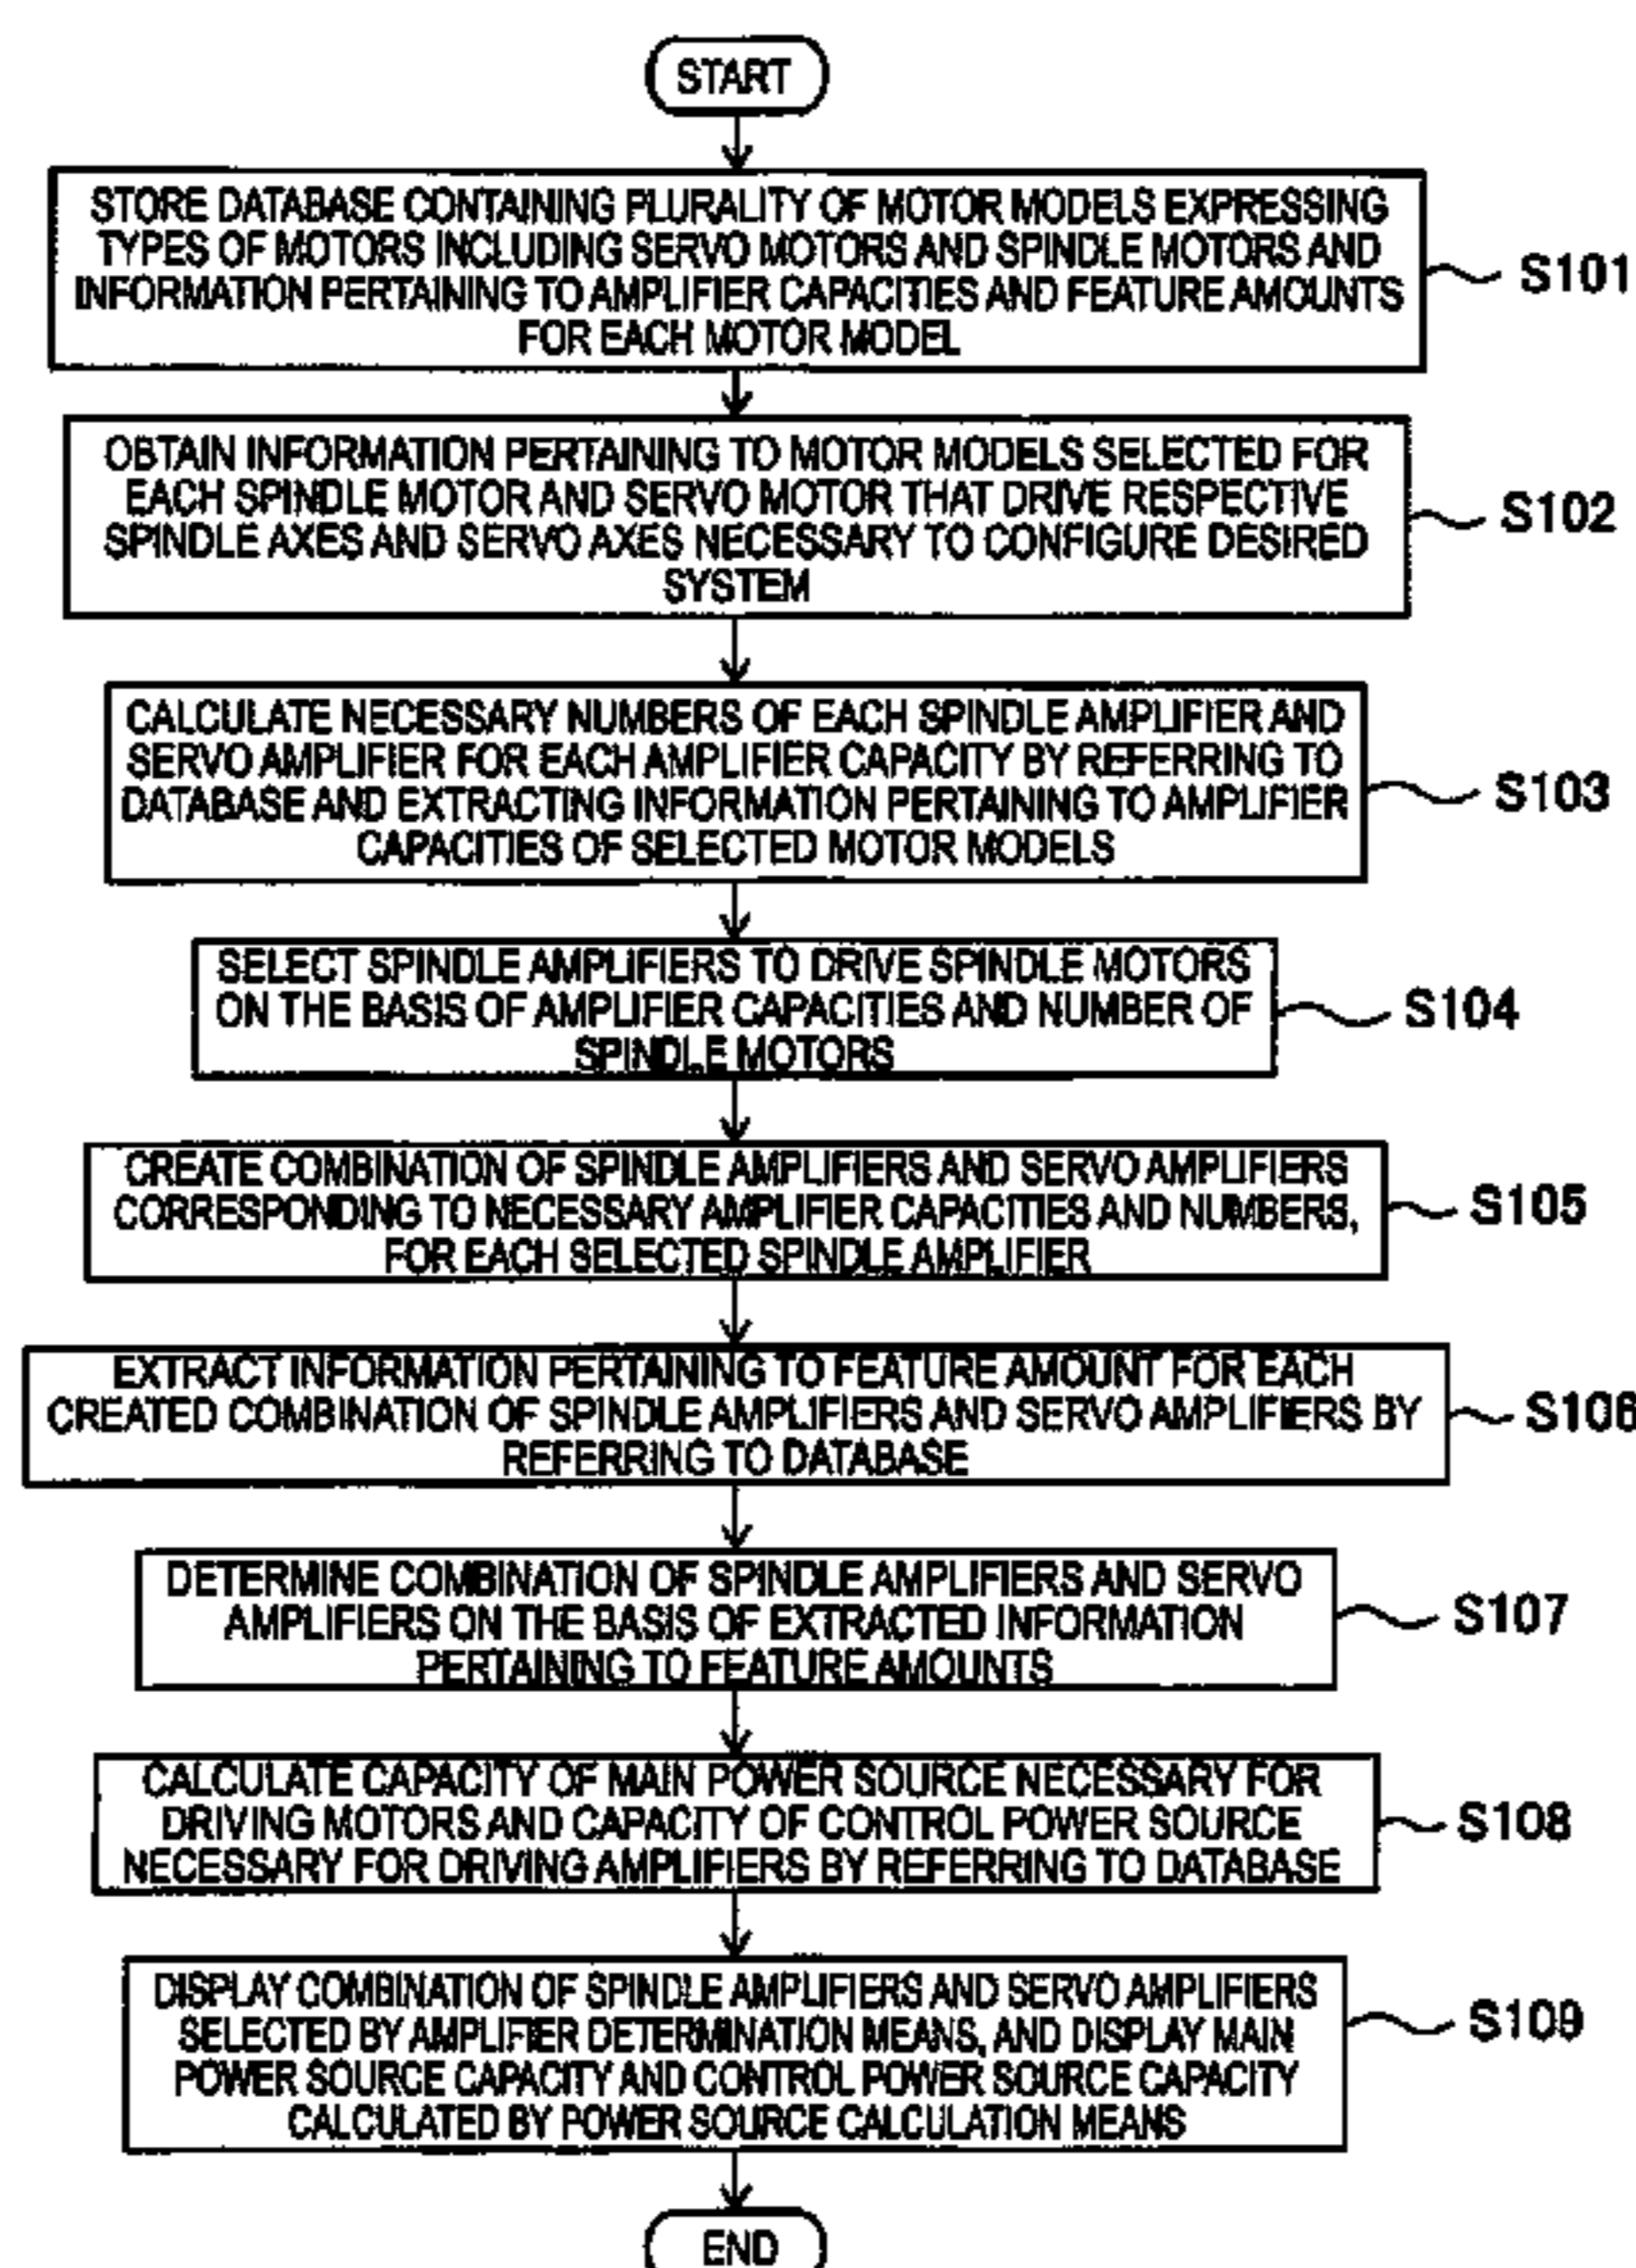 START
STORE DATABASE CONTAINING PLURALITY OF MOTOR MODELS EXPRESSING
TYPES OF MOTORS INCLUDING SERVO MOTORS AND SPINDLE MOTORS AND
INFORMATION PERTAINING TO AMPLIFIER CAPACITIES AND FEATURE AMOUNTS
FOR EACH MOTOR MODEL
S101
OBTAIN INFORMATION PERTAINING TO MOTOR MODELS SELECTED FOR
EACH SPINDLE MOTOR AND SERVO MOTOR THAT DRIVE RESPECTIVE
SPINDLE AXES AND SERVO AXES NECESSARY TO CONFIGURE DESIRED
SYSTEM
S102
CALCULATE NECESSARY NUMBERS OF EACH SPINDLE AMPLIFIER AND
SERVO AMPLIFIER FOR EACH AMPLIFIER CAPACITY BY REFERRING TO
DATABASE AND EXTRACTING INFORMATION PERTAINING TO AMPLIFIER
CAPACITIES OF SELECTED MOTOR MODELS
S103
SELECT SPINDLE AMPLIFIERS TO DRIVE SPINDLE MOTORS
ON THE BASIS OF AMPLIFIER CAPACITIES AND NUMBER OF
SPINDLE MOTORS
S104
CREATE COMBINATION OF SPINDLE AMPLIFIERS AND SERVO AMPLIFIERS
CORRESPONDING TO NECESSARY AMPLIFIER CAPACITIES AND NUMBERS,
FOR EACH SELECTED SPINDLE AMPLIFIER
S105
EXTRACT INFORMATION PERTAINING TO FEATURE AMOUNT FOR EACH
CREATED COMBINATION OF SPINDLE AMPLIFIERS AND SERVO AMPLIFIERS BY
REFERRING TO DATABASE
S106
DETERMINE COMBINATION OF SPINDLE AMPLIFIERS AND SERVO
AMPLIFIERS ON THE BASIS OF EXTRACTED INFORMATION
PERTAINING TO FEATURE AMOUNTS
S107
CALCULATE CAPACITY OF MAIN POWER SOURCE NECESSARY FOR
DRIVING MOTORS AND CAPACITY OF CONTROL POWER SOURCE
NECESSARY FOR DRIVING AMPLIFIERS BY REFERRING TO DATABASE
S108
DISPLAY COMBINATION OF SPINDLE AMPLIFIERS AND SERVO AMPLIFIERS
SELECTED BY AMPLIFIER DETERMINATION MEANS, AND DISPLAY MAIN
POWER SOURCE CAPACITY AND CONTROL POWER SOURCE CAPACITY
CALCULATED BY POWER SOURCE CALCULATION MEANS
S109
END